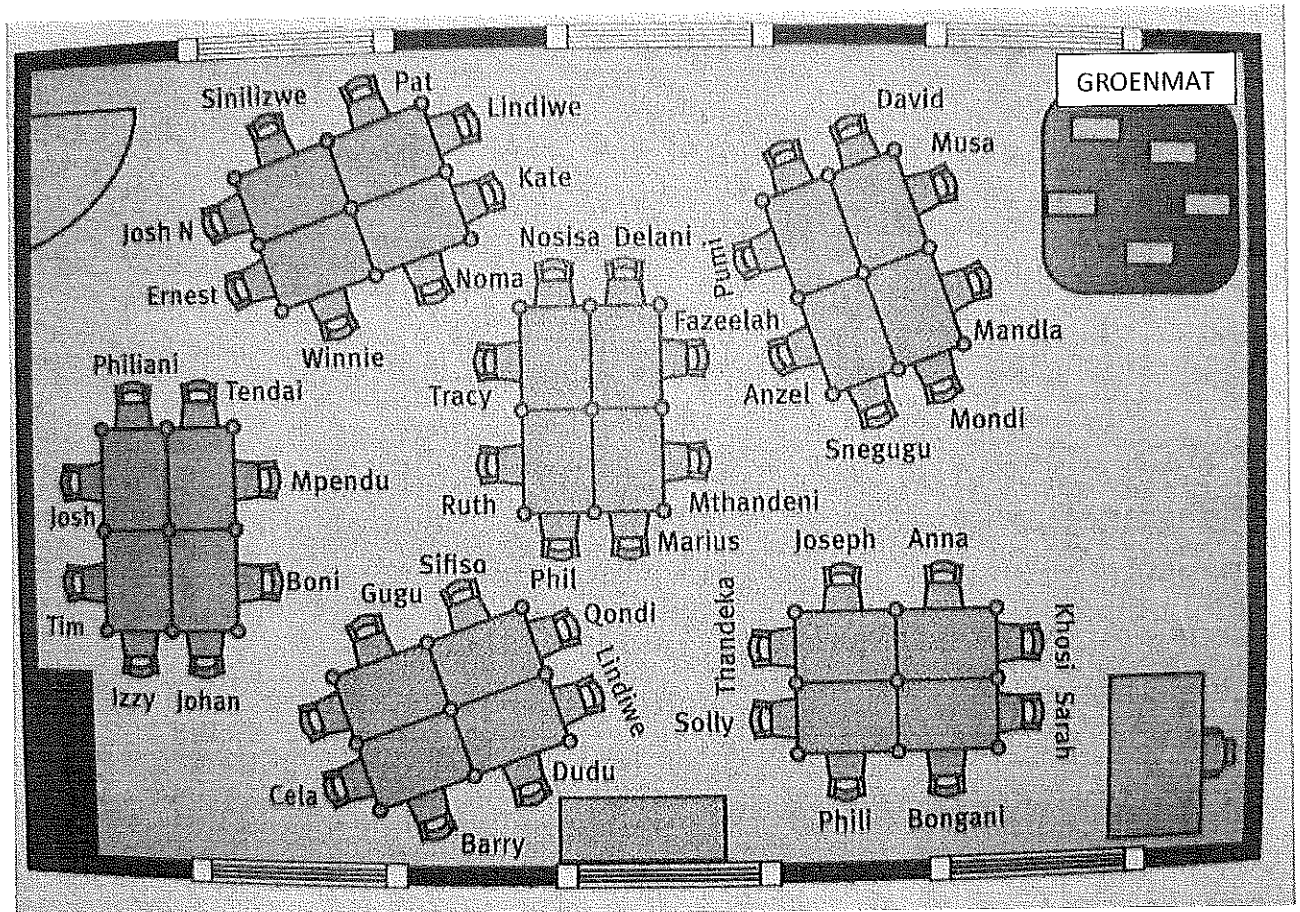 GROENMAT
Sinilizwe
Pat
Lindiwe
Kate
Josh N
Ernest
Winnie
Noma
David
Musa
Pumi
Mandla
Anzel
Snegugu
Mondi
Nosisa
Delani
Fazeelah
Tracy
Ruth
Mthandeni
Phil
Marius
Philiani
Tendai
Mpendu
Josh
Boni
Tim
Izzy
Johan
Gugu
Sifiso
Qondi
Lindiwe
Cela
Barry
Dudu
Joseph
Anna
Thandeka
Khosi
Solly
Sarah
Phili
Bongani